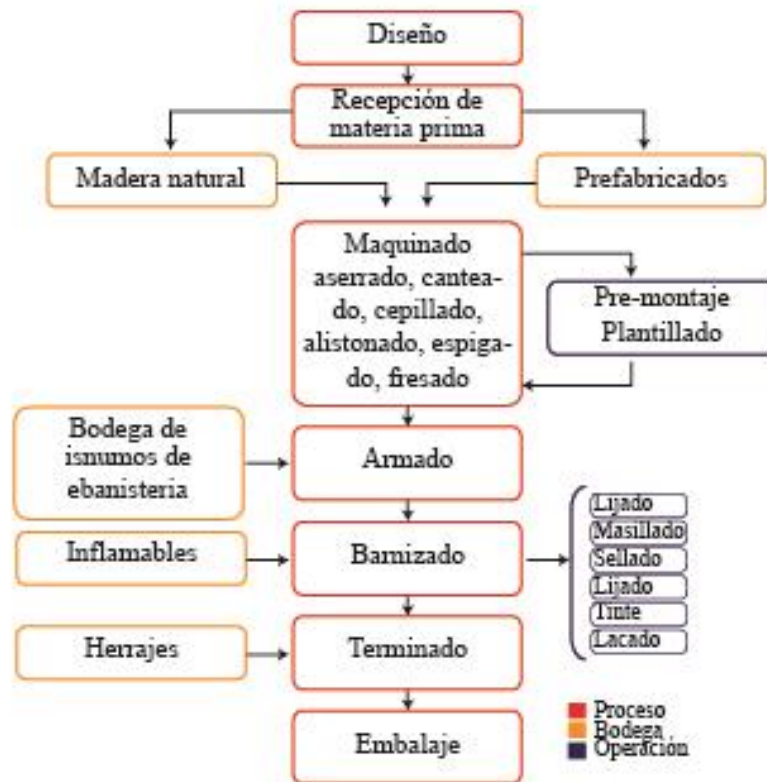 Diseño
Recepción de
materia prima
Madera natural
Prefabricados
Maquinado
aserrado, cantea-
do, cepillado,
alistonado, espiga-
do, fresado
Pre-montaje
Plantillado
Bodega de
isnumos de
ebanisteria
Armado
Inflamables
Barnizado
Lijado
Masillado
Sellado
Lijado
Tinte
Lacado
Herrajes
Terminado
Embalaje
Proceso
Bodega
Operación